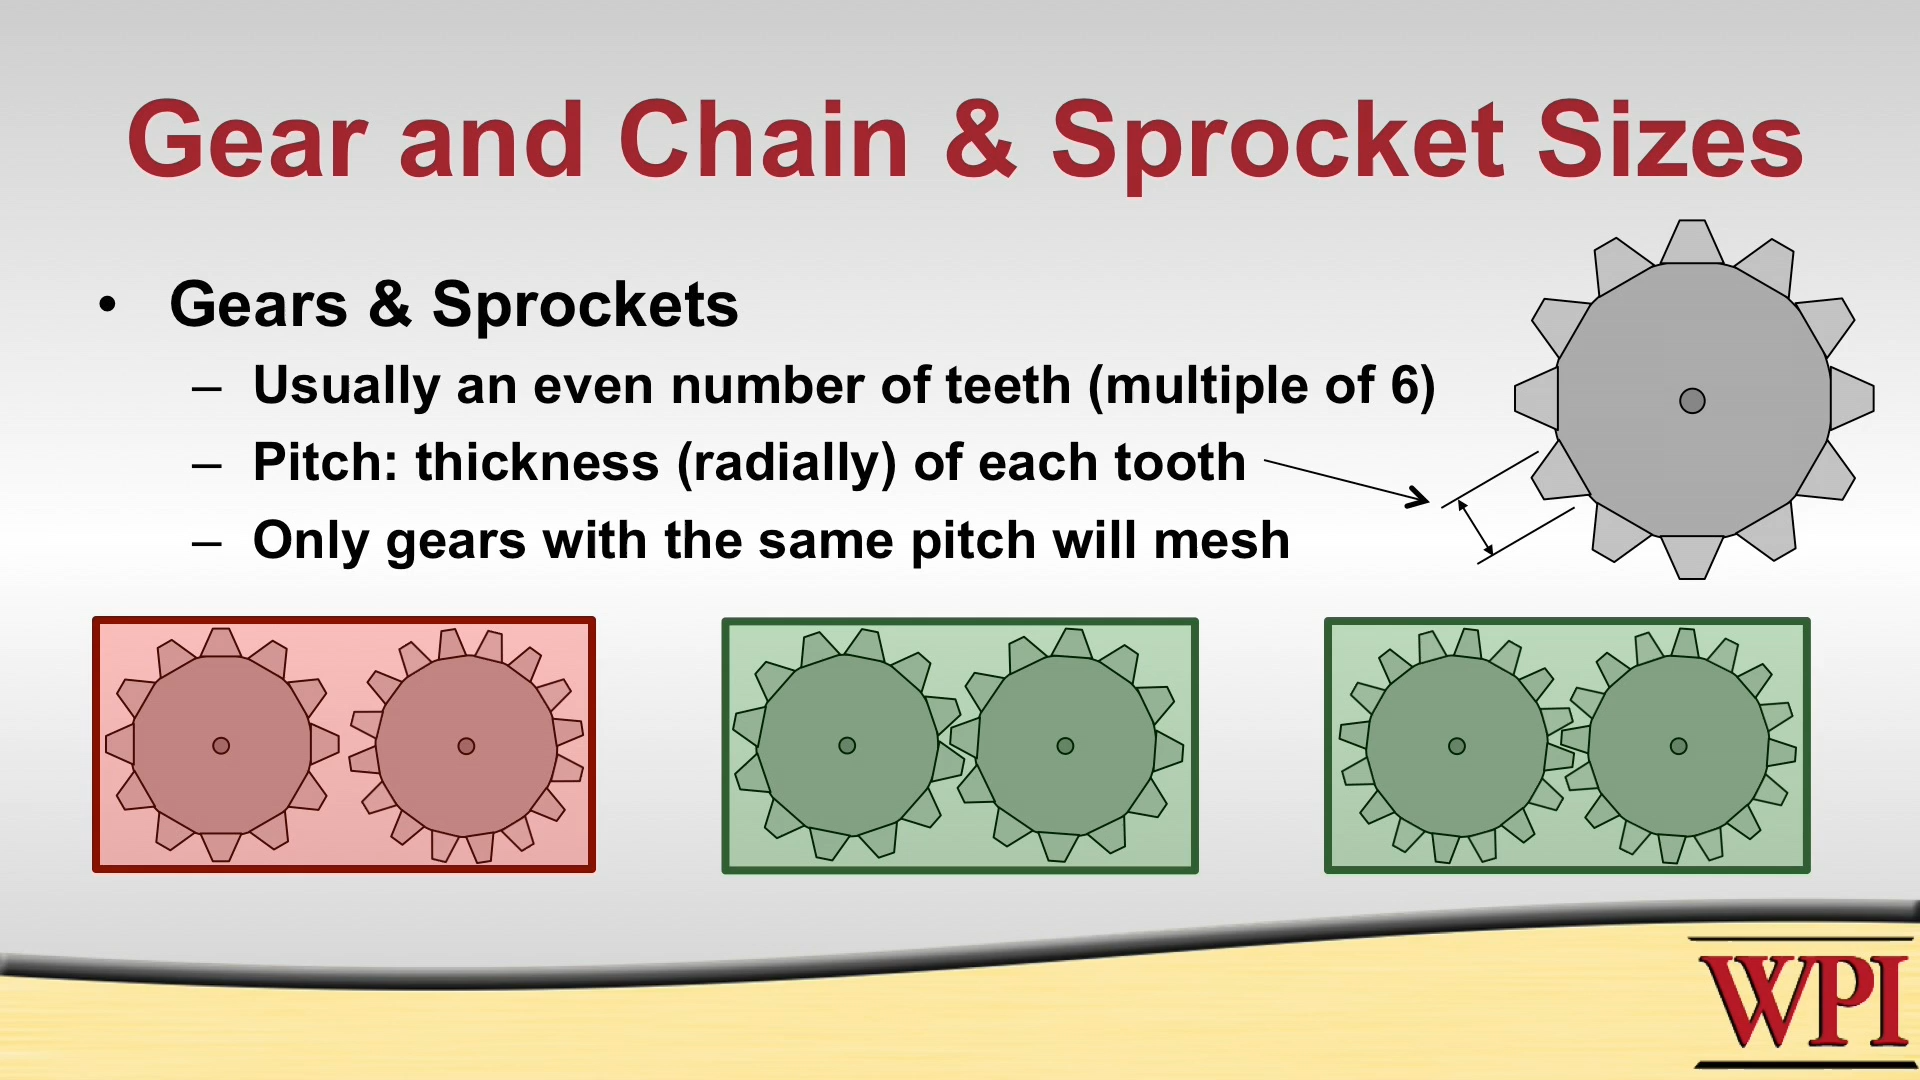 Gear and Chain & Sprocket Sizes
• Gears & Sprockets
– Usually an even number of teeth (multiple of 6)
– Pitch: thickness (radially) of each tooth
– Only gears with the same pitch will mesh
WPI